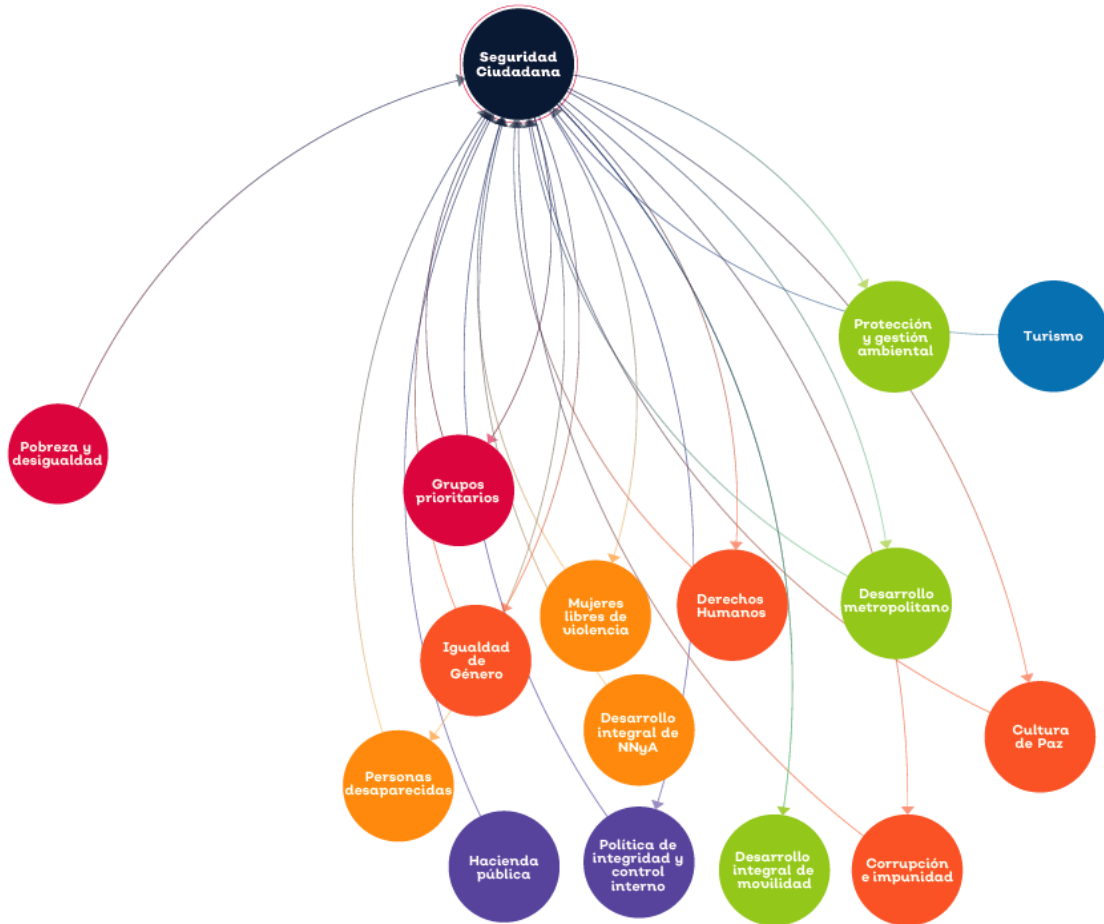 Seguridad
Ciudadana
Protección
y gestión
ambiental
Turismo
Pobreza y
desigualdad
Grupos
prioritarios
Mujeres
libres de
violencia
Derechos
Humanos
Desarrollo
metropolitano
Igualdad
de
Género
Desarrollo
integral de
NNyA
Cultura
de Paz
Personas
desaparecidas
Hacienda
pública
Política de
integridad y
control
interno
Desarrollo
integral de
movilidad
Corrupción
e impunidad